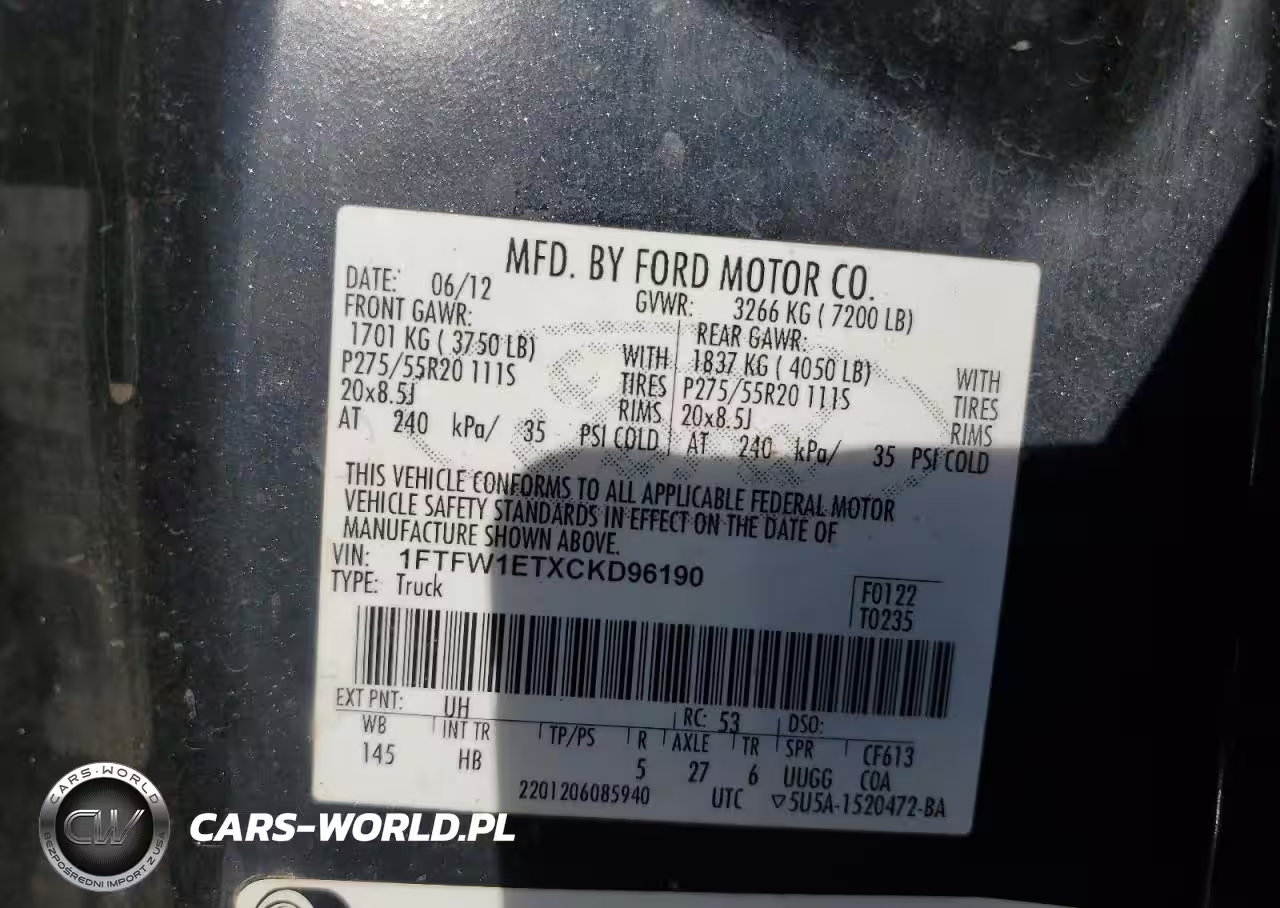 MFD. BY FORD MOTOR CO.
DATE: 06/12 GVWR: 3266 KG ( 7200 LB)
FRONT GAWR: REAR GAWR:
1701 KG ( 3750 LB) WITH 1837 KG ( 4050 LB) WITH
P275/55R20 111S TIRES P275/55R20 111S TIRES
20x8.5J RIMS 20x8.5J RIMS
AT 240 kPa/ 35 PSI COLD AT 240 kPa/ 35 PSI COLD
THIS VEHICLE CONFORMS TO ALL APPLICABLE FEDERAL MOTOR
VEHICLE SAFETY STANDARDS IN EFFECT ON THE DATE OF
MANUFACTURE SHOWN ABOVE.
VIN: 1FTFW1ETXCKD96190
TYPE: Truck
F0122
T0235
EXT PNT: UH RC: 53 DSO:
WB INT TR TP/PS R AXLE TR SPR CF613
145 HB 5 27 6 UUGG COA
2201206085940 UTC ▽5U5A-1520472-BA
CARS-WORLD
CW
BEZPOŚREDNI IMPORT Z USA
CARS-WORLD.PL